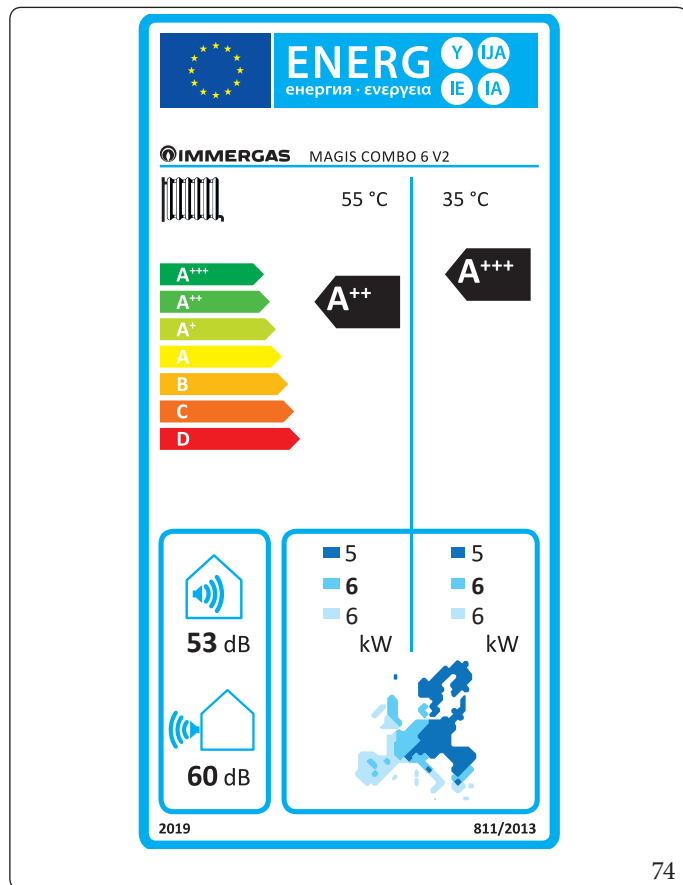 ENERG Y IJA
енергия · ενεργεια IE IA
IMMERGAS MAGIS COMBO 6 V2
55 °C 35 °C
A+++
A++
A+
A
B
C
D
A++
A+++
5 5
6 6
6 6
kW kW
53 dB
60 dB
2019 811/2013
74